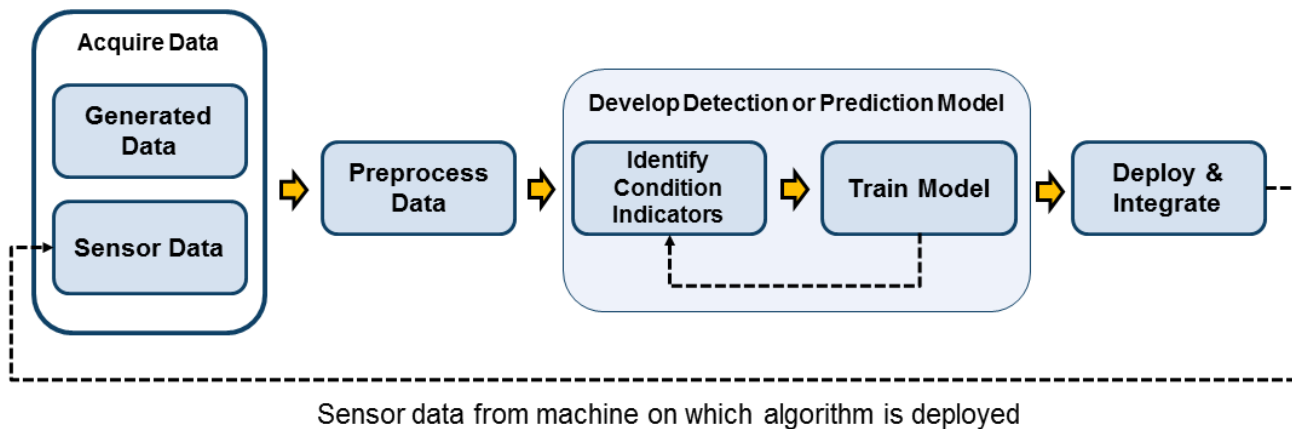 Acquire Data
Generated
Data
Sensor Data
Preprocess
Data
Develop Detection or Prediction Model
Identify
Condition
Indicators
Train Model
Deploy &
Integrate
Sensor data from machine on which algorithm is deployed